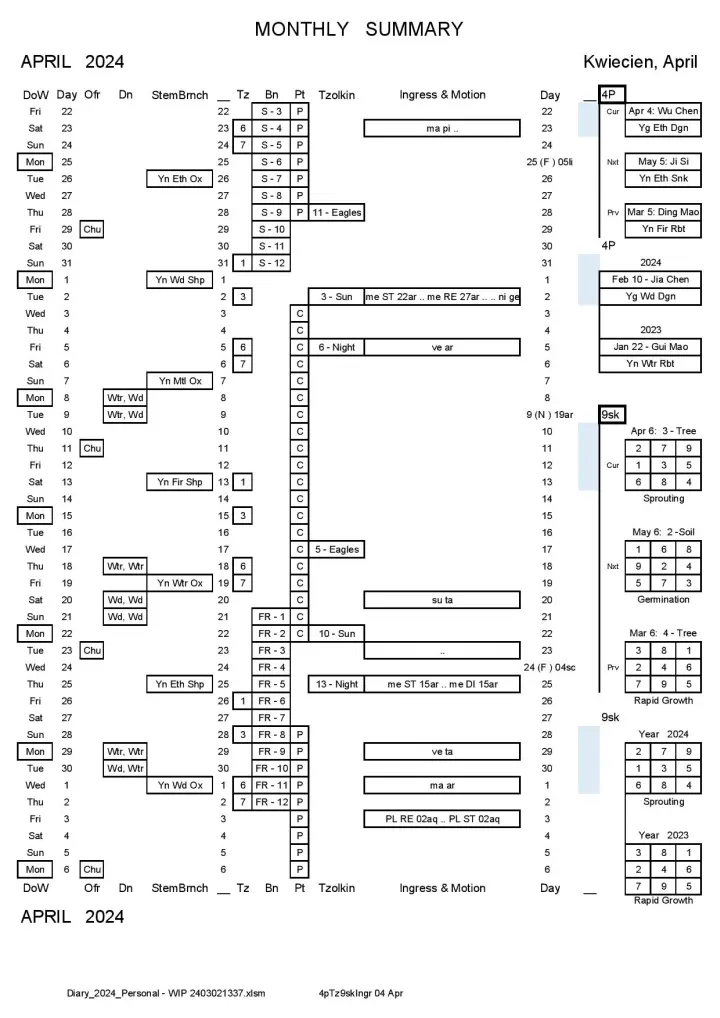 MONTHLY SUMMARY
APRIL 2024 Kwiecien, April
DoW Day Ofr Dn StemBrnch __ Tz Bn Pt Tzolkin Ingress & Motion Day __ 4P
Fri 22 22 S - 3 P 22 Cur Apr 4: Wu Chen
Sat 23 23 6 S - 4 P ma pi .. 23 Yg Eth Dgn
Sun 24 24 7 S - 5 P 24
Mon 25 25 S - 6 P 25 (F ) 05li Nxt May 5: Ji Si
Tue 26 Yn Eth Ox 26 S - 7 P 26 Yn Eth Snk
Wed 27 27 S - 8 P 27
Thu 28 28 S - 9 P 11 - Eagles 28 Prv Mar 5: Ding Mao
Fri 29 Chu 29 S - 10 29 Yn Fir Rbt
Sat 30 30 S - 11 30 4P
Sun 31 31 1 S - 12 31 2024
Mon 1 Yn Wd Shp 1 1 Feb 10 - Jia Chen
Tue 2 2 3 3 - Sun me ST 22ar .. me RE 27ar .. .. ni ge 2 Yg Wd Dgn
Wed 3 3 C 3
Thu 4 4 C 4 2023
Fri 5 5 6 C 6 - Night ve ar 5 Jan 22 - Gui Mao
Sat 6 6 7 C 6 Yn Wtr Rbt
Sun 7 Yn Mtl Ox 7 C 7
Mon 8 Wtr, Wd 8 C 8
Tue 9 Wtr, Wd 9 C 9 (N ) 19ar 9sk
Wed 10 10 C 10 Apr 6: 3 - Tree
Thu 11 Chu 11 C 11 2 7 9
Fri 12 12 C 12 Cur 1 3 5
Sat 13 Yn Fir Shp 13 1 C 13 6 8 4
Sun 14 14 C 14 Sprouting
Mon 15 15 3 C 15
Tue 16 16 C 16 May 6: 2 -Soil
Wed 17 17 C 5 - Eagles 17 1 6 8
Thu 18 Wtr, Wtr 18 6 C 18 Nxt 9 2 4
Fri 19 Yn Wtr Ox 19 7 C 19 5 7 3
Sat 20 Wd, Wd 20 C su ta 20 Germination
Sun 21 Wd, Wd 21 FR - 1 C 21
Mon 22 22 FR - 2 C 10 - Sun 22 Mar 6: 4 - Tree
Tue 23 Chu 23 FR - 3 .. 23 3 8 1
Wed 24 24 FR - 4 24 (F ) 04sc Prv 2 4 6
Thu 25 Yn Eth Shp 25 FR - 5 13 - Night me ST 15ar .. me DI 15ar 25 7 9 5
Fri 26 26 1 FR - 6 26 Rapid Growth
Sat 27 27 FR - 7 27 9sk
Sun 28 28 3 FR - 8 P 28 Year 2024
Mon 29 Wtr, Wtr 29 FR - 9 P ve ta 29 2 7 9
Tue 30 Wd, Wtr 30 FR - 10 P 30 1 3 5
Wed 1 Yn Wd Ox 1 6 FR - 11 P ma ar 1 6 8 4
Thu 2 2 7 FR - 12 P 2 Sprouting
Fri 3 3 P PL RE 02aq .. PL ST 02aq 3
Sat 4 4 P 4 Year 2023
Sun 5 5 P 5 3 8 1
Mon 6 Chu 6 P 6 2 4 6
DoW Day Ofr Dn StemBrnch __ Tz Bn Pt Tzolkin Ingress & Motion Day __ 7 9 5
Rapid Growth
APRIL 2024
Diary_2024_Personal - WIP 2403021337.xlsm 4pTz9skIngr 04 Apr